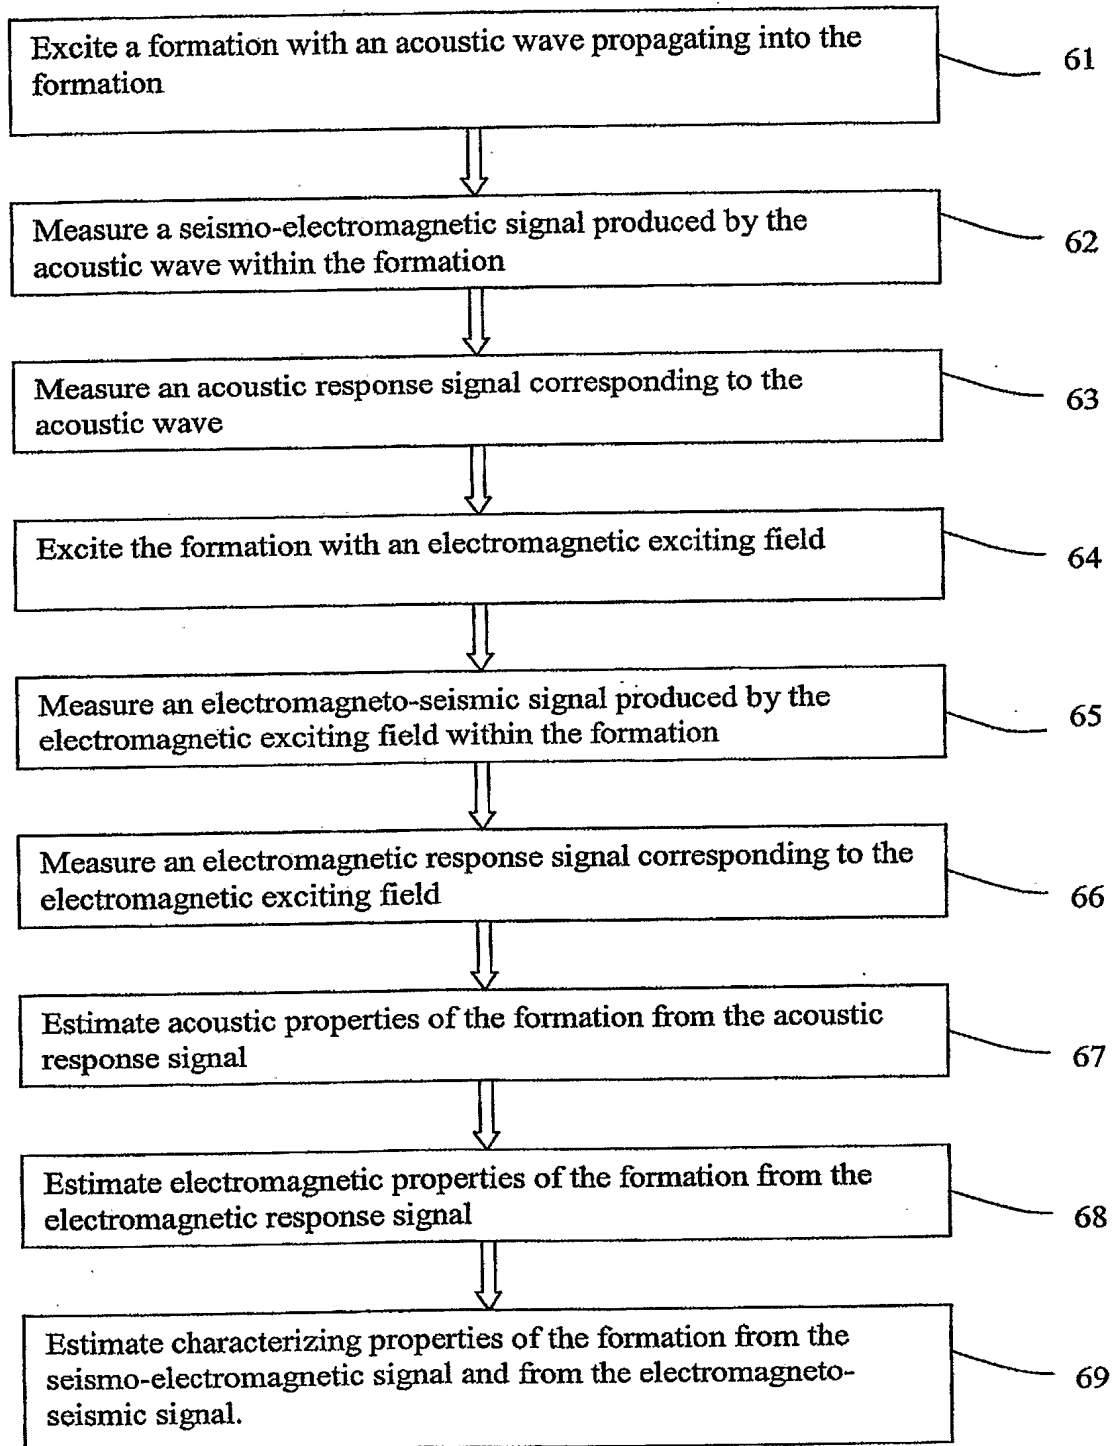 Excite a formation with an acoustic wave propagating into the
formation
61
Measure a seismo-electromagnetic signal produced by the
acoustic wave within the formation
62
Measure an acoustic response signal corresponding to the
acoustic wave
63
Excite the formation with an electromagnetic exciting field
64
Measure an electromagneto-seismic signal produced by the
electromagnetic exciting field within the formation
65
Measure an electromagnetic response signal corresponding to the
electromagnetic exciting field
66
Estimate acoustic properties of the formation from the acoustic
response signal
67
Estimate electromagnetic properties of the formation from the
electromagnetic response signal
68
Estimate characterizing properties of the formation from the
seismo-electromagnetic signal and from the electromagneto-
seismic signal.
69